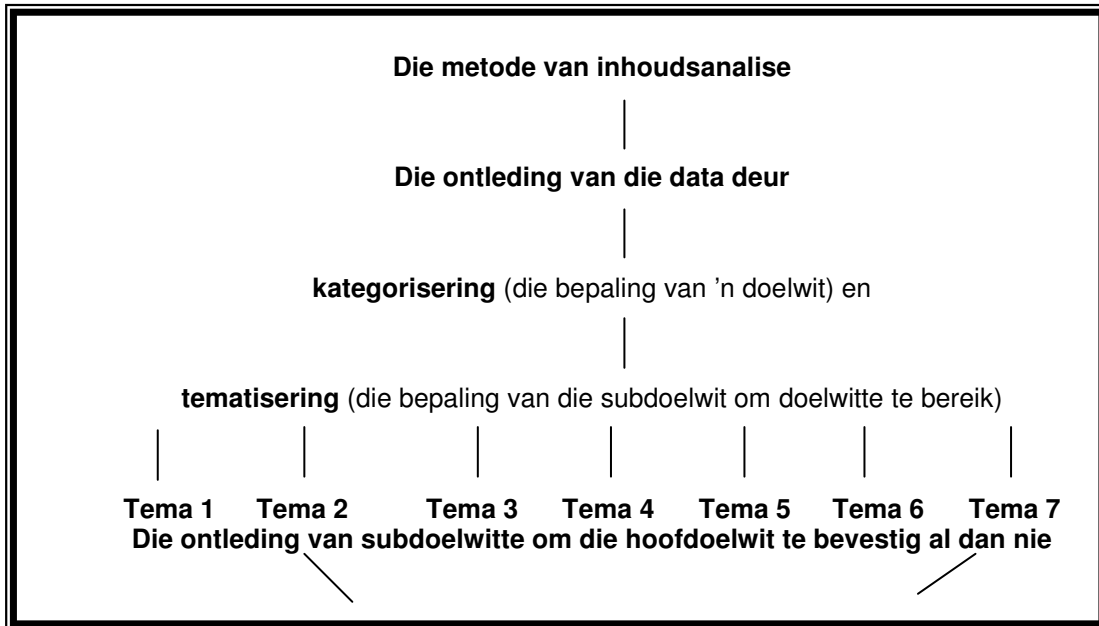 Die metode van inhoudsanalise
Die ontleding van die data deur
kategorisering (die bepaling van ’n doelwit) en
tematisering (die bepaling van die subdoelwit om doelwitte te bereik)
Tema 1 Tema 2 Tema 3 Tema 4 Tema 5 Tema 6 Tema 7
Die ontleding van subdoelwitte om die hoofdoelwit te bevestig al dan nie